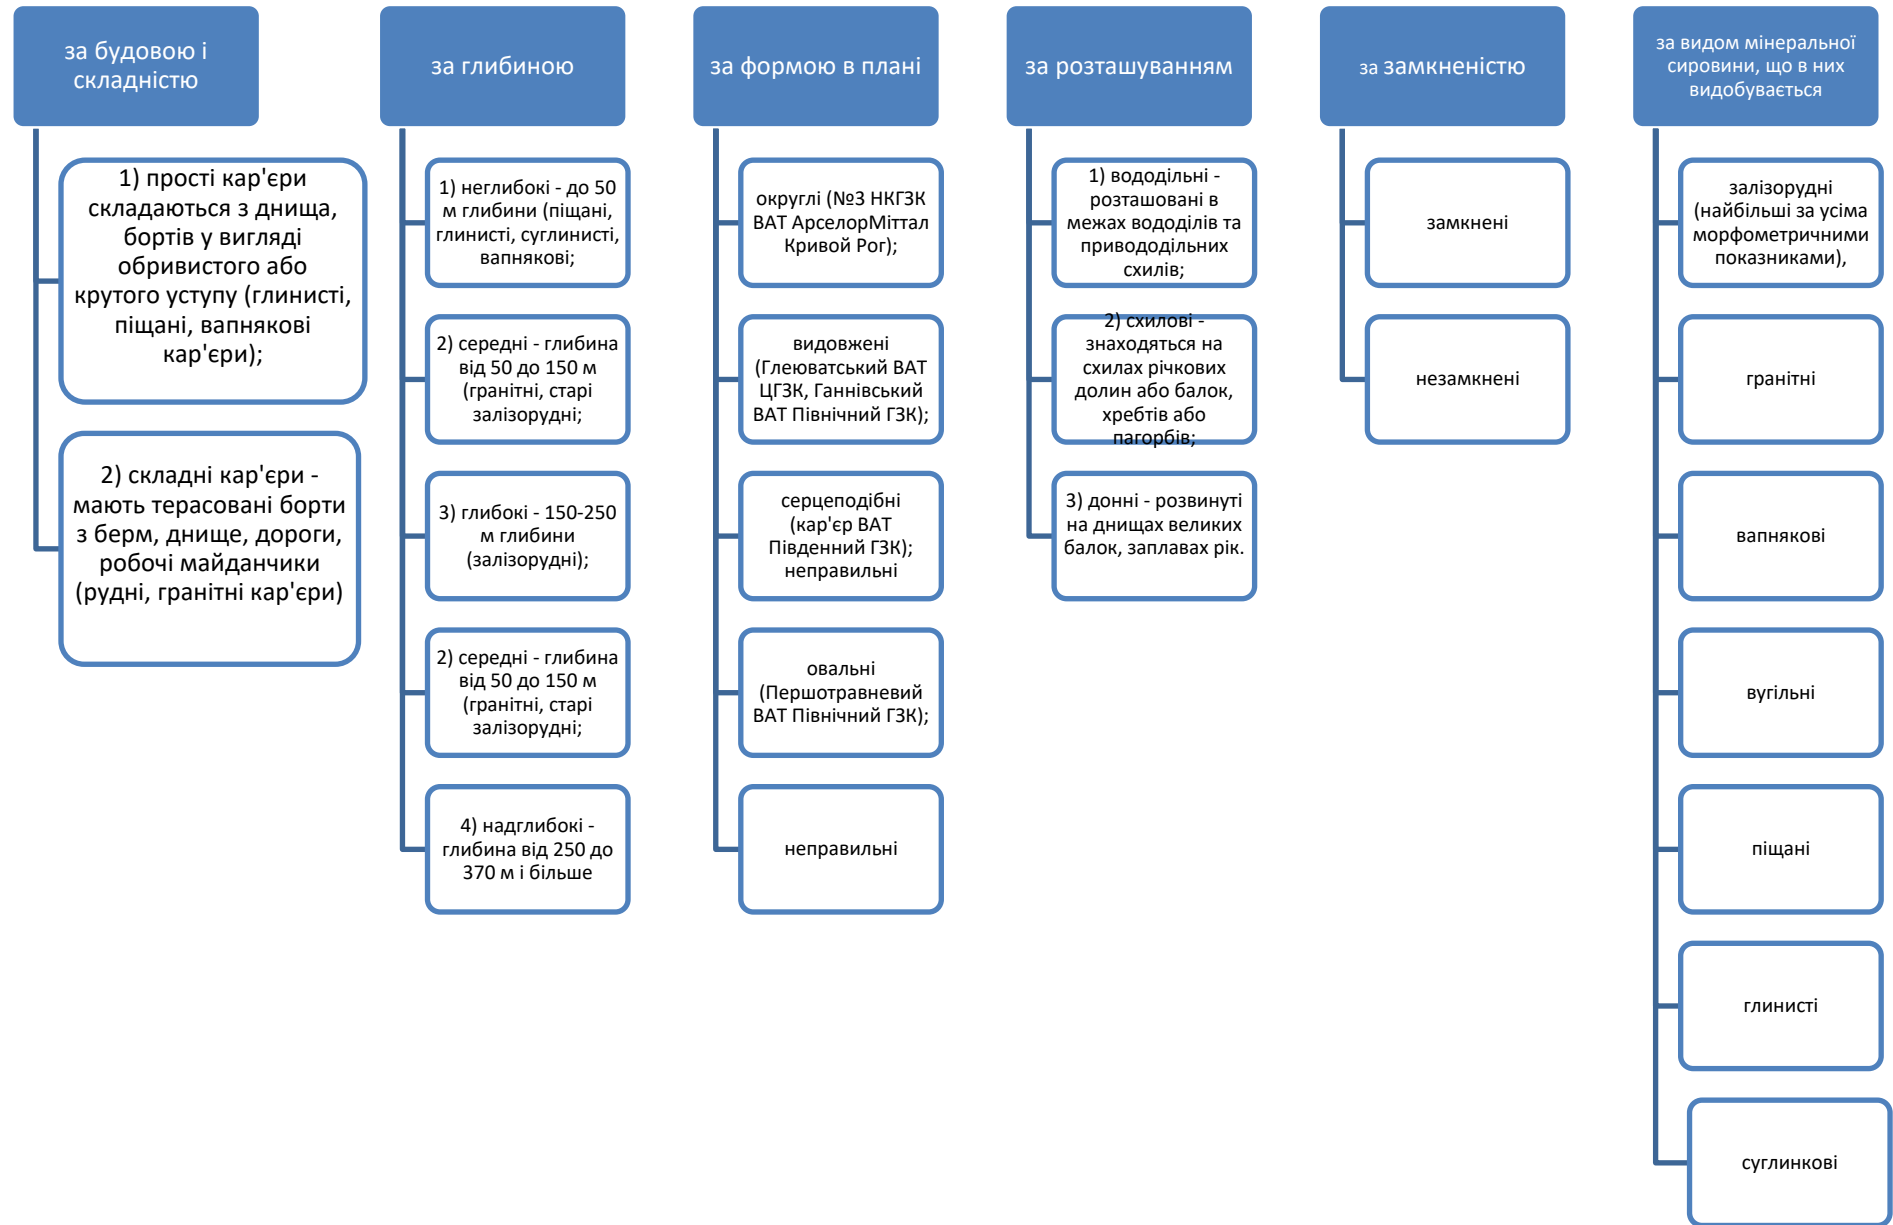 за будовою і
складністю
1) прості кар'єри
складаються з днища,
бортів у вигляді
обривистого або
крутого уступу (глинисті,
піщані, вапнякові
кар'єри);
2) складні кар'єри -
мають терасовані борти
з берм, днище, дороги,
робочі майданчики
(рудні, гранітні кар'єри)
за глибиною
1) неглибокі - до 50
м глибини (піщані,
глинисті, суглинисті,
вапнякові;
2) середні - глибина
від 50 до 150 м
(гранітні, старі
залізорудні;
3) глибокі - 150-250
м глибини
(залізорудні);
2) середні - глибина
від 50 до 150 м
(гранітні, старі
залізорудні;
4) надглибокі -
глибина від 250 до
370 м і більше
за формою в плані
округлі (№3 НКГЗК
ВАТ АрселорМіттал
Кривой Рог);
видовжені
(Глеюватський ВАТ
ЦГЗК, Ганнівський
ВАТ Північний ГЗК);
серцеподібні
(кар'єр ВАТ
Південний ГЗК);
неправильні
овальні
(Першотравневий
ВАТ Північний ГЗК);
неправильні
за розташуванням
1) вододільні -
розташовані в
межах вододілів та
привододільних
схилів;
2) схилові -
знаходяться на
схилах річкових
долин або балок,
хребтів або
пагорбів;
3) донні - розвинуті
на днищах великих
балок, заплавах рік.
за замкненістю
замкнені
незамкнені
за видом мінеральної
сировини, що в них
видобувається
залізорудні
(найбільші за усіма
морфометричними
показниками),
гранітні
вапнякові
вугільні
піщані
глинисті
суглинкові